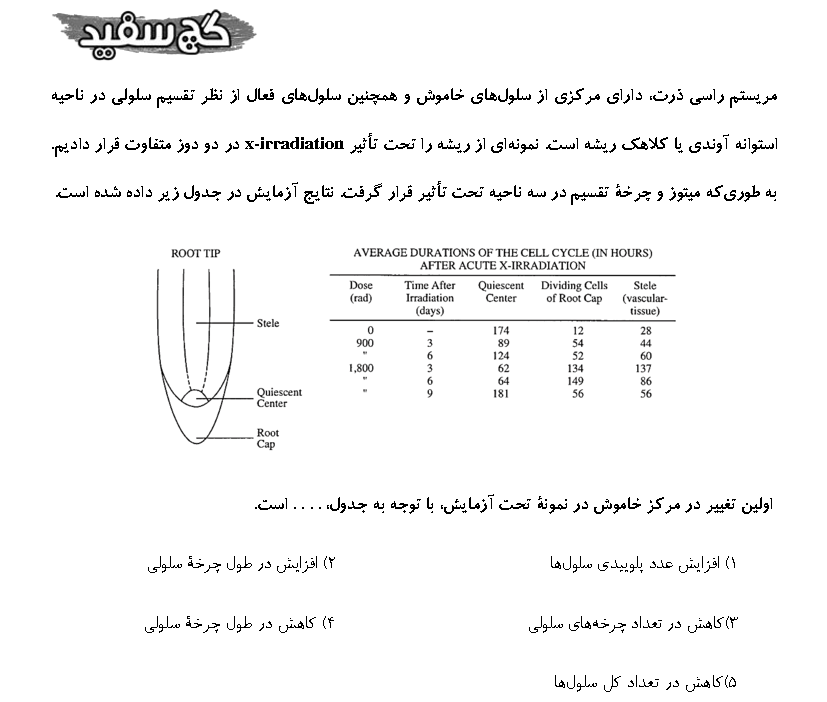 گچ سفید
مریستم راسی ذرت، دارای مرکزی از سلول‌های خاموش و همچنین سلول‌های فعال از نظر تقسیم سلولی در ناحیه
استوانه آوندی یا کلاهک ریشه است. نمونه‌ای از ریشه را تحت تأثیر x-irradiation در دو دوز متفاوت قرار دادیم.
به طوری‌که میتوز و چرخهٔ تقسیم در سه ناحیه تحت تأثیر قرار گرفت. نتایج آزمایش در جدول زیر داده شده است.
ROOT TIP
Stele
Quiescent
Center
Root
Cap
AVERAGE DURATIONS OF THE CELL CYCLE (IN HOURS)
AFTER ACUTE X-IRRADIATION
Dose Time After Quiescent Dividing Cells Stele
(rad) Irradiation Center of Root Cap (vascular-
(days) tissue)
0 – 174 12 28
900 3 89 54 44
" 6 124 52 60
1,800 3 62 134 137
" 6 64 149 86
" 9 181 56 56
اولین تغییر در مرکز خاموش در نمونهٔ تحت آزمایش، با توجه به جدول، . . . . است.
۱) افزایش عدد پلوییدی سلول‌ها ۲) افزایش در طول چرخهٔ سلولی
۳)کاهش در تعداد چرخه‌های سلولی ۴) کاهش در طول چرخهٔ سلولی
۵)کاهش در تعداد کل سلول‌ها